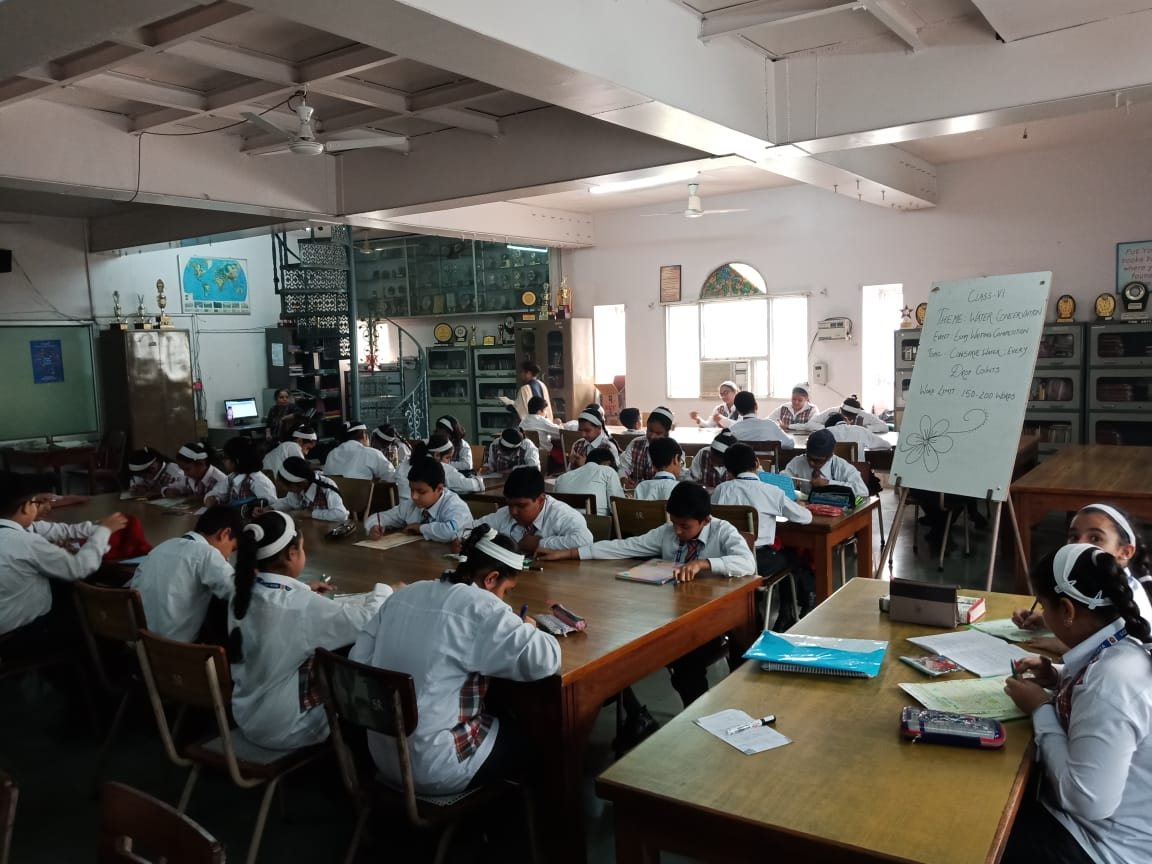 CLASS-VI
THEME : WATER CONSERVATION
EVENT: Essay WRITING COMPETITION
TOPIC : CONSERVE WATER ; EVERY
DROP COUNTS
WORD LIMIT : 150-200 WORDS
SR